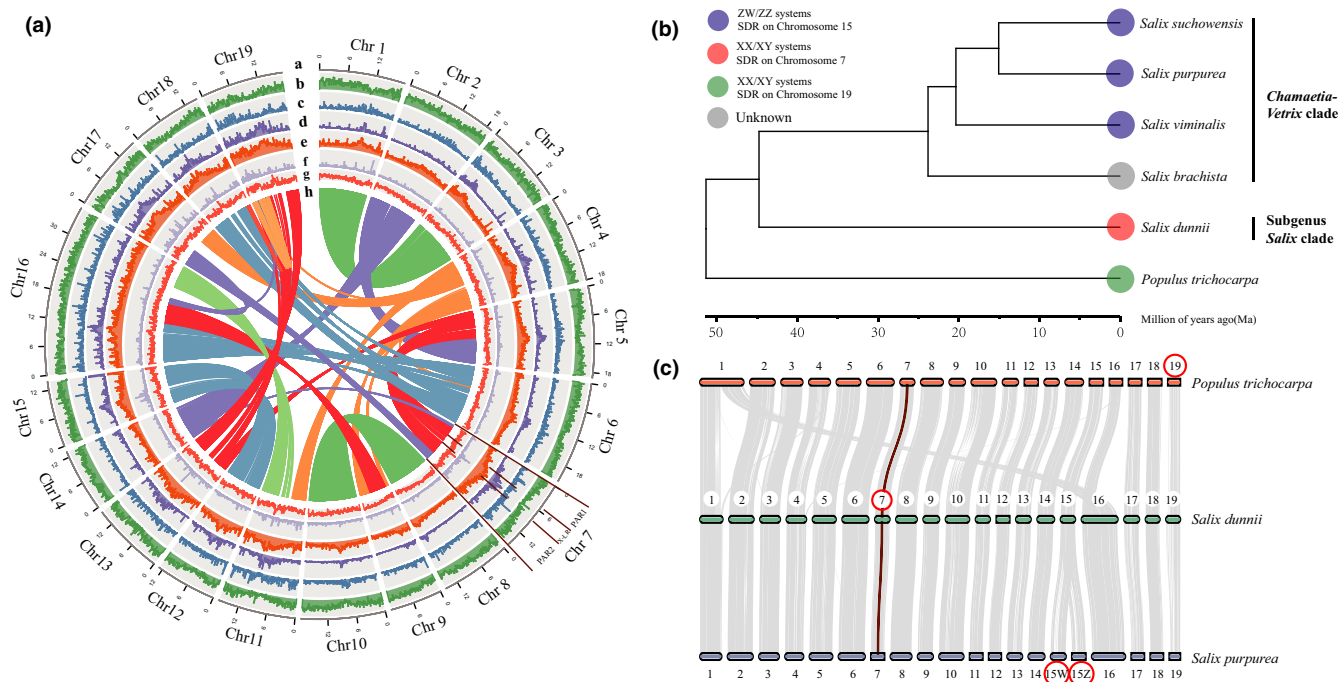 (a)
a
b
c
d
e
f
g
h
Chr 1
Chr 2
Chr 3
Chr 4
Chr 5
Chr 6
Chr 7
Chr 8
Chr 9
Chr10
Chr11
Chr12
Chr13
Chr14
Chr15
Chr16
Chr17
Chr18
Chr19
PAR1
X-LR
PAR2
(b)
ZW/ZZ systems
SDR on Chromosome 15
XX/XY systems
SDR on Chromosome 7
XX/XY systems
SDR on Chromosome 19
Unknown
Salix suchowensis
Salix purpurea
Salix viminalis
Salix brachista
Salix dunnii
Populus trichocarpa
Chamaetia-
Vetrix clade
Subgenus
Salix clade
50 40 30 20 10 0 Million of years ago(Ma)
(c)
1 2 3 4 5 6 7 8 9 10 11 12 13 14 15 16 17 18 19
Populus trichocarpa
1 2 3 4 5 6 7 8 9 10 11 12 13 14 15 16 17 18 19
Salix dunnii
Salix purpurea
1 2 3 4 5 6 7 8 9 10 11 12 13 14 15W 15Z 16 17 18 19